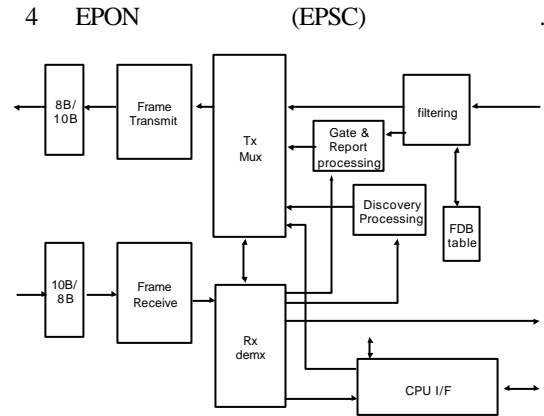 4 EPON (EPSC) .
8B/
10B
Frame
Transmit
Tx
Mux
filtering
Gate &
Report
processing
Discovery
Processing
FDB
table
10B/
8B
Frame
Receive
Rx
demx
CPU I/F